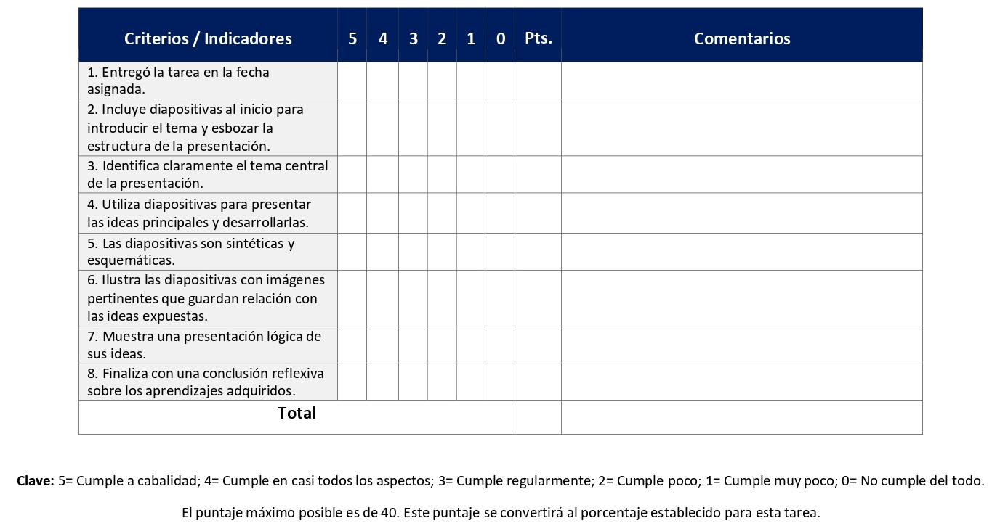 Criterios / Indicadores 5 4 3 2 1 0 Pts. Comentarios
1. Entregó la tarea en la fecha
asignada.
2. Incluye diapositivas al inicio para
introducir el tema y esbozar la
estructura de la presentación.
3. Identifica claramente el tema central
de la presentación.
4. Utiliza diapositivas para presentar
las ideas principales y desarrollarlas.
5. Las diapositivas son sintéticas y
esquemáticas.
6. Ilustra las diapositivas con imágenes
pertinentes que guardan relación con
las ideas expuestas.
7. Muestra una presentación lógica de
sus ideas.
8. Finaliza con una conclusión reflexiva
sobre los aprendizajes adquiridos.
Total
Clave: 5= Cumple a cabalidad; 4= Cumple en casi todos los aspectos; 3= Cumple regularmente; 2= Cumple poco; 1= Cumple muy poco; 0= No cumple del todo.
El puntaje máximo posible es de 40. Este puntaje se convertirá al porcentaje establecido para esta tarea.